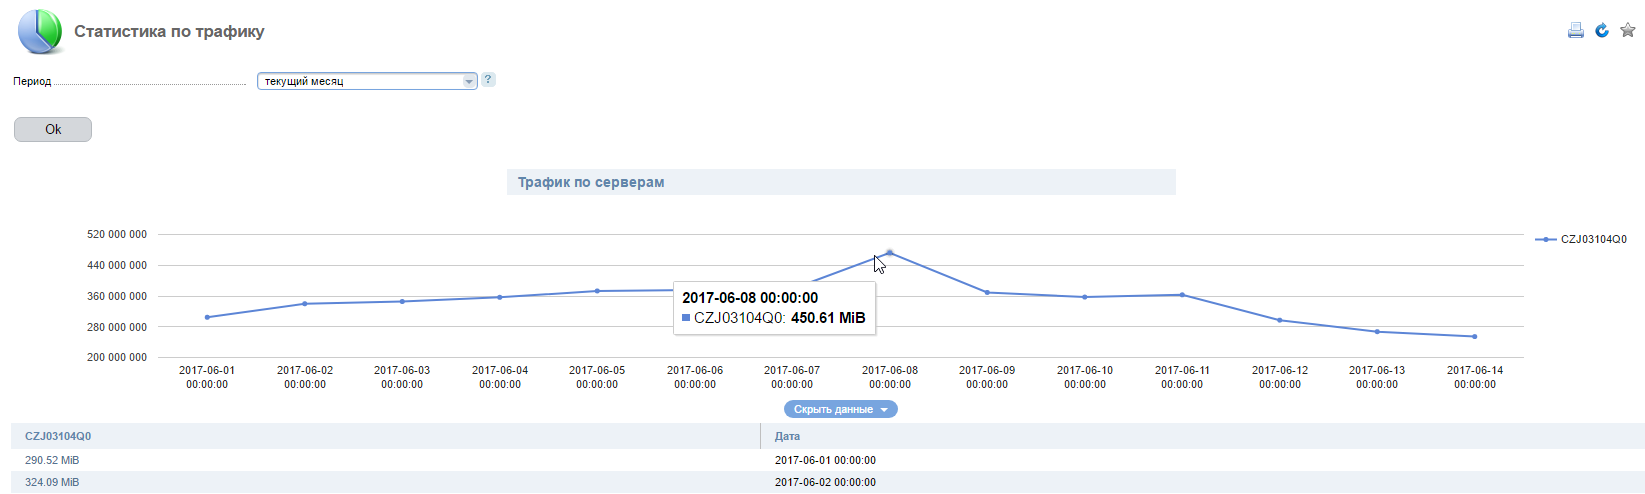 Статистика по трафику
Период
текущий месяц
?
Ok
Трафик по серверам
520 000 000
440 000 000
360 000 000
280 000 000
200 000 000
CZJ03104Q0
2017-06-08 00:00:00
CZJ03104Q0: 450.61 MiB
2017-06-01 2017-06-02 2017-06-03 2017-06-04 2017-06-05 2017-06-06 2017-06-07 2017-06-08 2017-06-09 2017-06-10 2017-06-11 2017-06-12 2017-06-13 2017-06-14
00:00:00 00:00:00 00:00:00 00:00:00 00:00:00 00:00:00 00:00:00 00:00:00 00:00:00 00:00:00 00:00:00 00:00:00 00:00:00 00:00:00
Скрыть данные
CZJ03104Q0 Дата
290.52 MiB 2017-06-01 00:00:00
324.09 MiB 2017-06-02 00:00:00